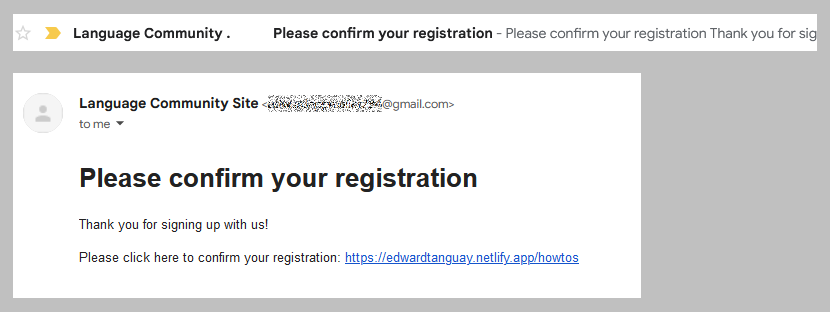 Language Community . Please confirm your registration - Please confirm your registration Thank you for sig
Language Community Site < @gmail.com>
to me
Please confirm your registration
Thank you for signing up with us!
Please click here to confirm your registration: https://edwardtanguay.netlify.app/howtos